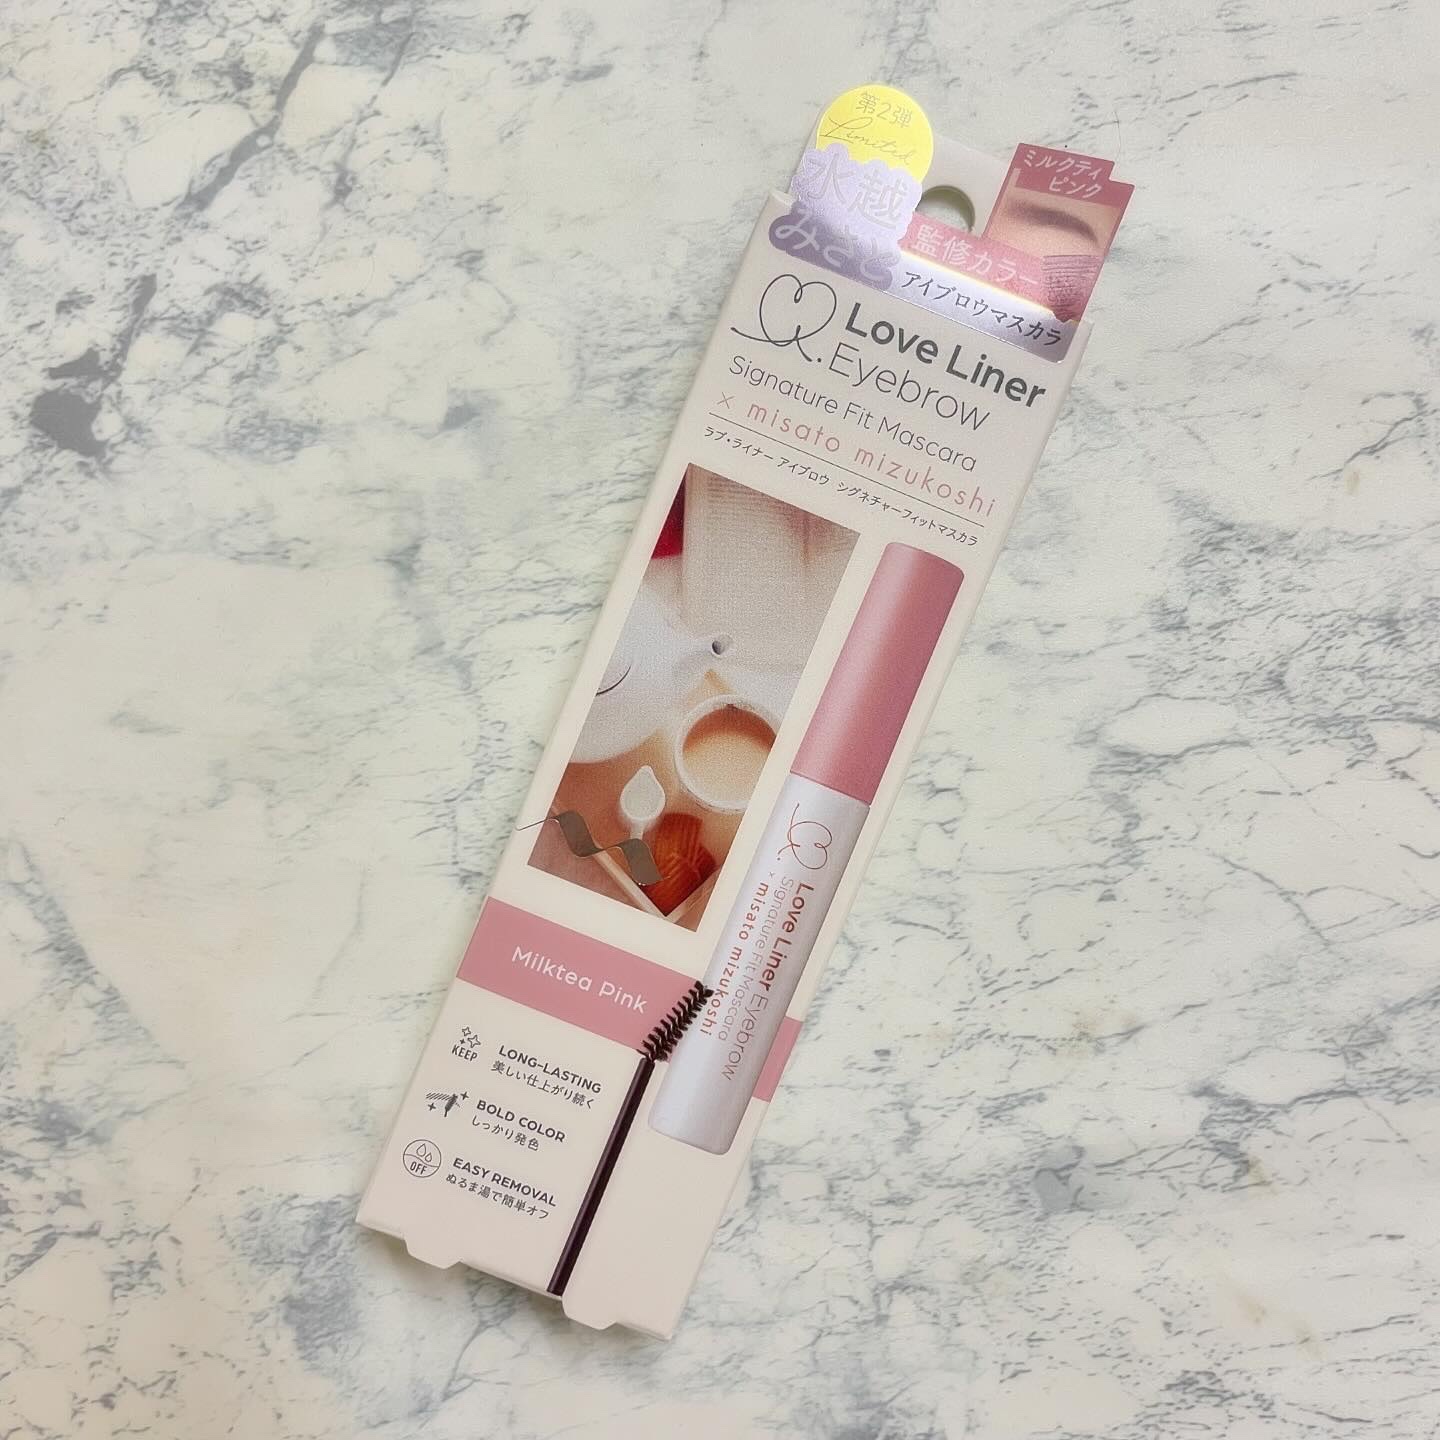 第2弾
Limited
水越
みさと
監修カラー
アイブロウマスカラ
ミルクティ
ピンク
Love Liner
Eyebrow
Signature Fit Mascara
× misato mizukoshi
ラブ・ライナー アイブロウ シグネチャーフィットマスカラ
Love Liner Eyebrow
Signature Fit Mascara
× misato mizukoshi
Milktea Pink
KEEP
LONG-LASTING
美しい仕上がり続く
BOLD COLOR
しっかり発色
OFF
EASY REMOVAL
ぬるま湯で簡単オフ